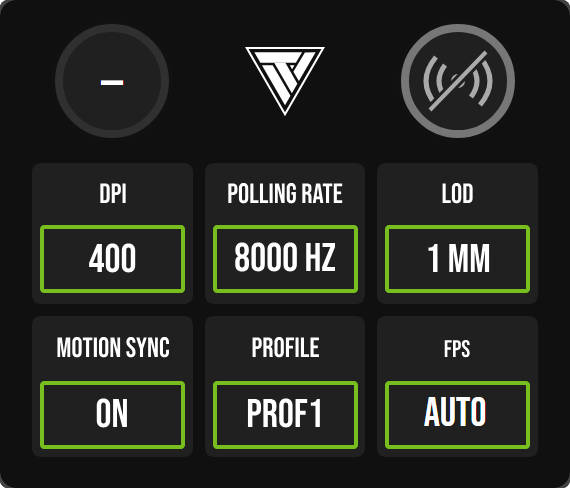 –
DPI
400
POLLING RATE
8000 HZ
LOD
1 MM
MOTION SYNC
ON
PROFILE
PROF1
FPS
AUTO